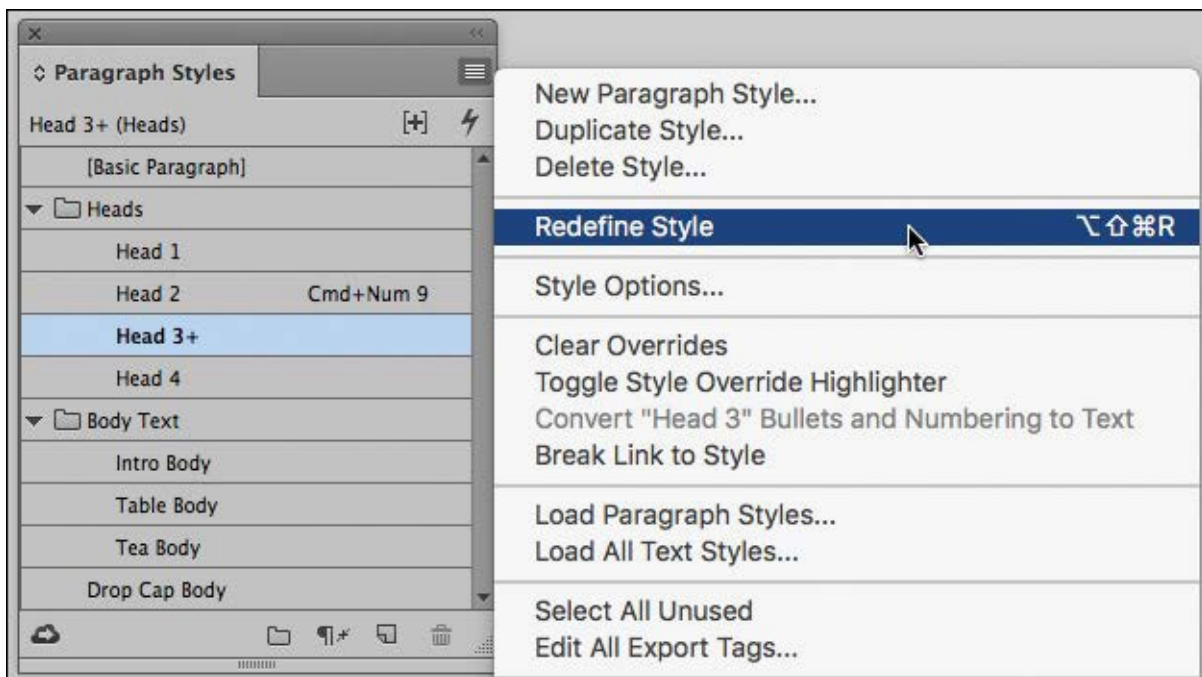 Paragraph Styles
Head 3+ (Heads)
[Basic Paragraph]
Heads
Head 1
Head 2 Cmd+Num 9
Head 3+
Head 4
Body Text
Intro Body
Table Body
Tea Body
Drop Cap Body
New Paragraph Style...
Duplicate Style...
Delete Style...
Redefine Style ⌥⇧⌘R
Style Options...
Clear Overrides
Toggle Style Override Highlighter
Convert "Head 3" Bullets and Numbering to Text
Break Link to Style
Load Paragraph Styles...
Load All Text Styles...
Select All Unused
Edit All Export Tags...